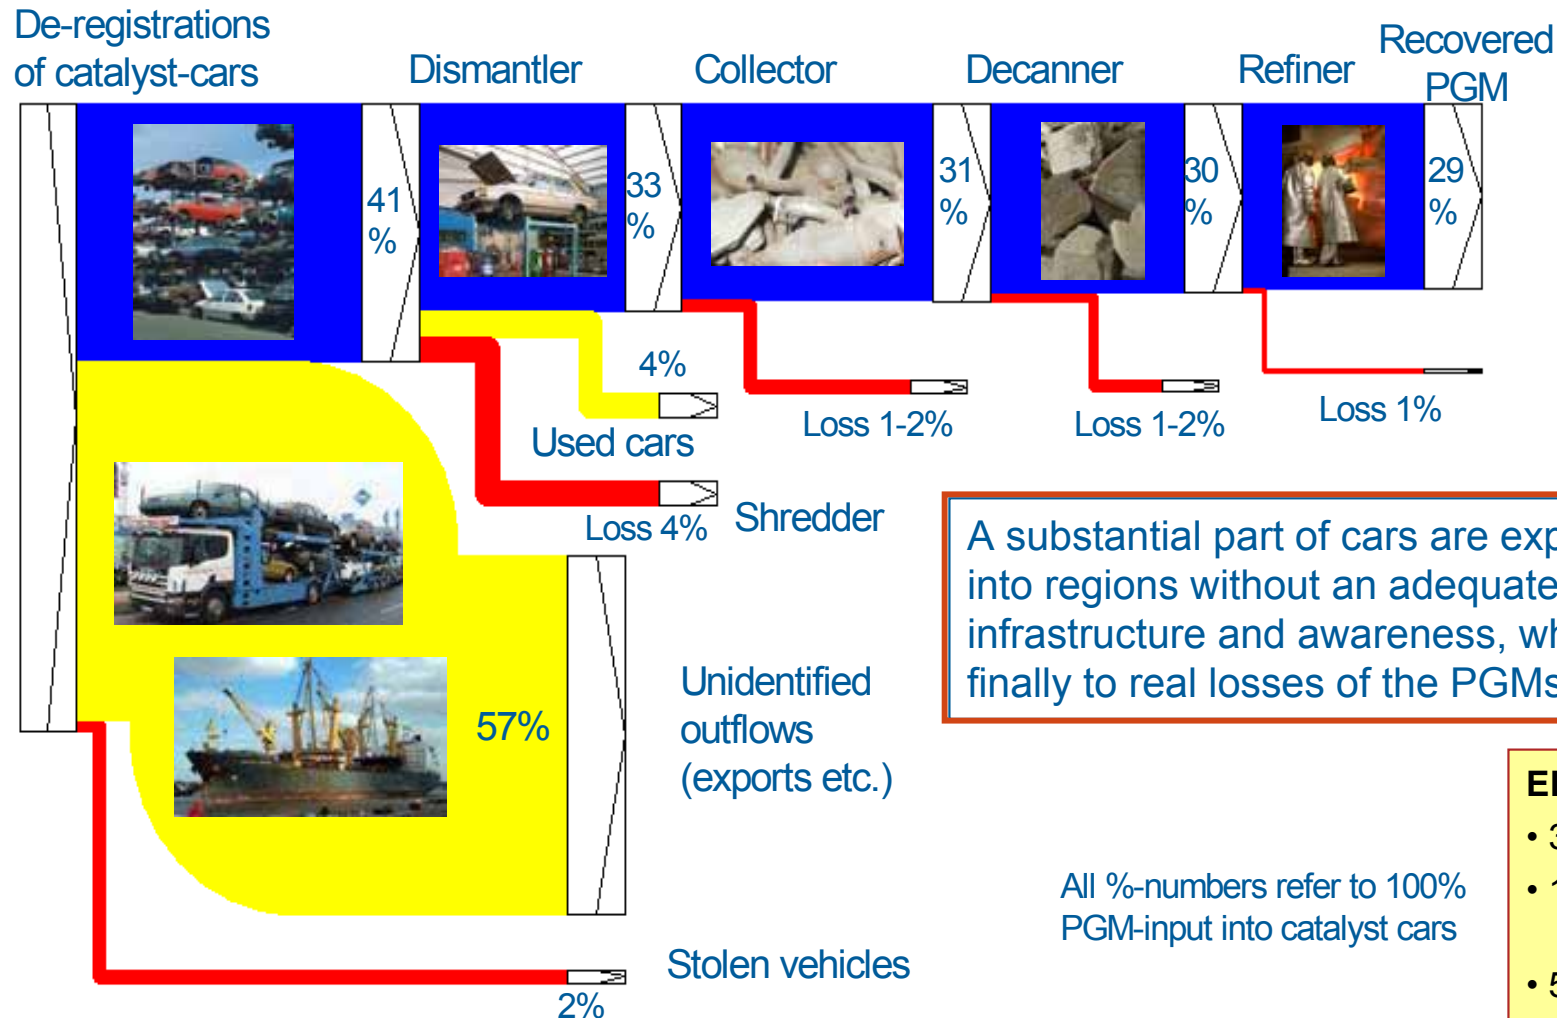 De-registrations
of catalyst-cars
Dismantler
Collector
Decanner
Refiner
Recovered
PGM
41
%
33
%
31
%
30
%
29
%
4%
Used cars
Loss 4%
Shredder
Loss 1-2%
Loss 1-2%
Loss 1%
A substantial part of cars are exp
into regions without an adequate
infrastructure and awareness, wh
finally to real losses of the PGMs
57%
Unidentified
outflows
(exports etc.)
All %-numbers refer to 100%
PGM-input into catalyst cars
Stolen vehicles
2%